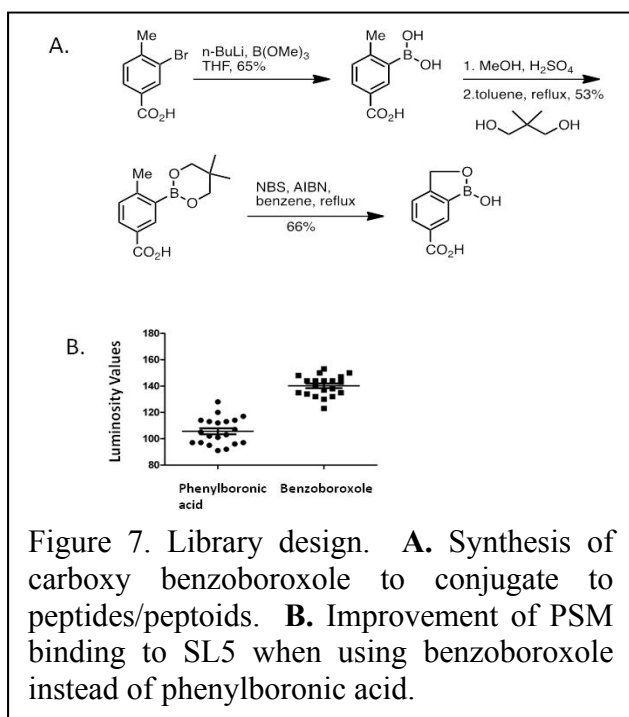 A.
Me
Br
CO₂H
n-BuLi, B(OMe)₃
THF, 65%
Me
OH
B
OH
CO₂H
1. MeOH, H₂SO₄
2.toluene, reflux, 53%
HO
OH
Me
O
B
O
CO₂H
NBS, AIBN,
benzene, reflux
66%
O
B
OH
CO₂H
B.
Luminosity Values
180
160
140
120
100
80
Phenylboronic
acid
Benzoboroxole
Figure 7. Library design. A. Synthesis of
carboxy benzoboroxole to conjugate to
peptides/peptoids. B. Improvement of PSM
binding to SL5 when using benzoboroxole
instead of phenylboronic acid.